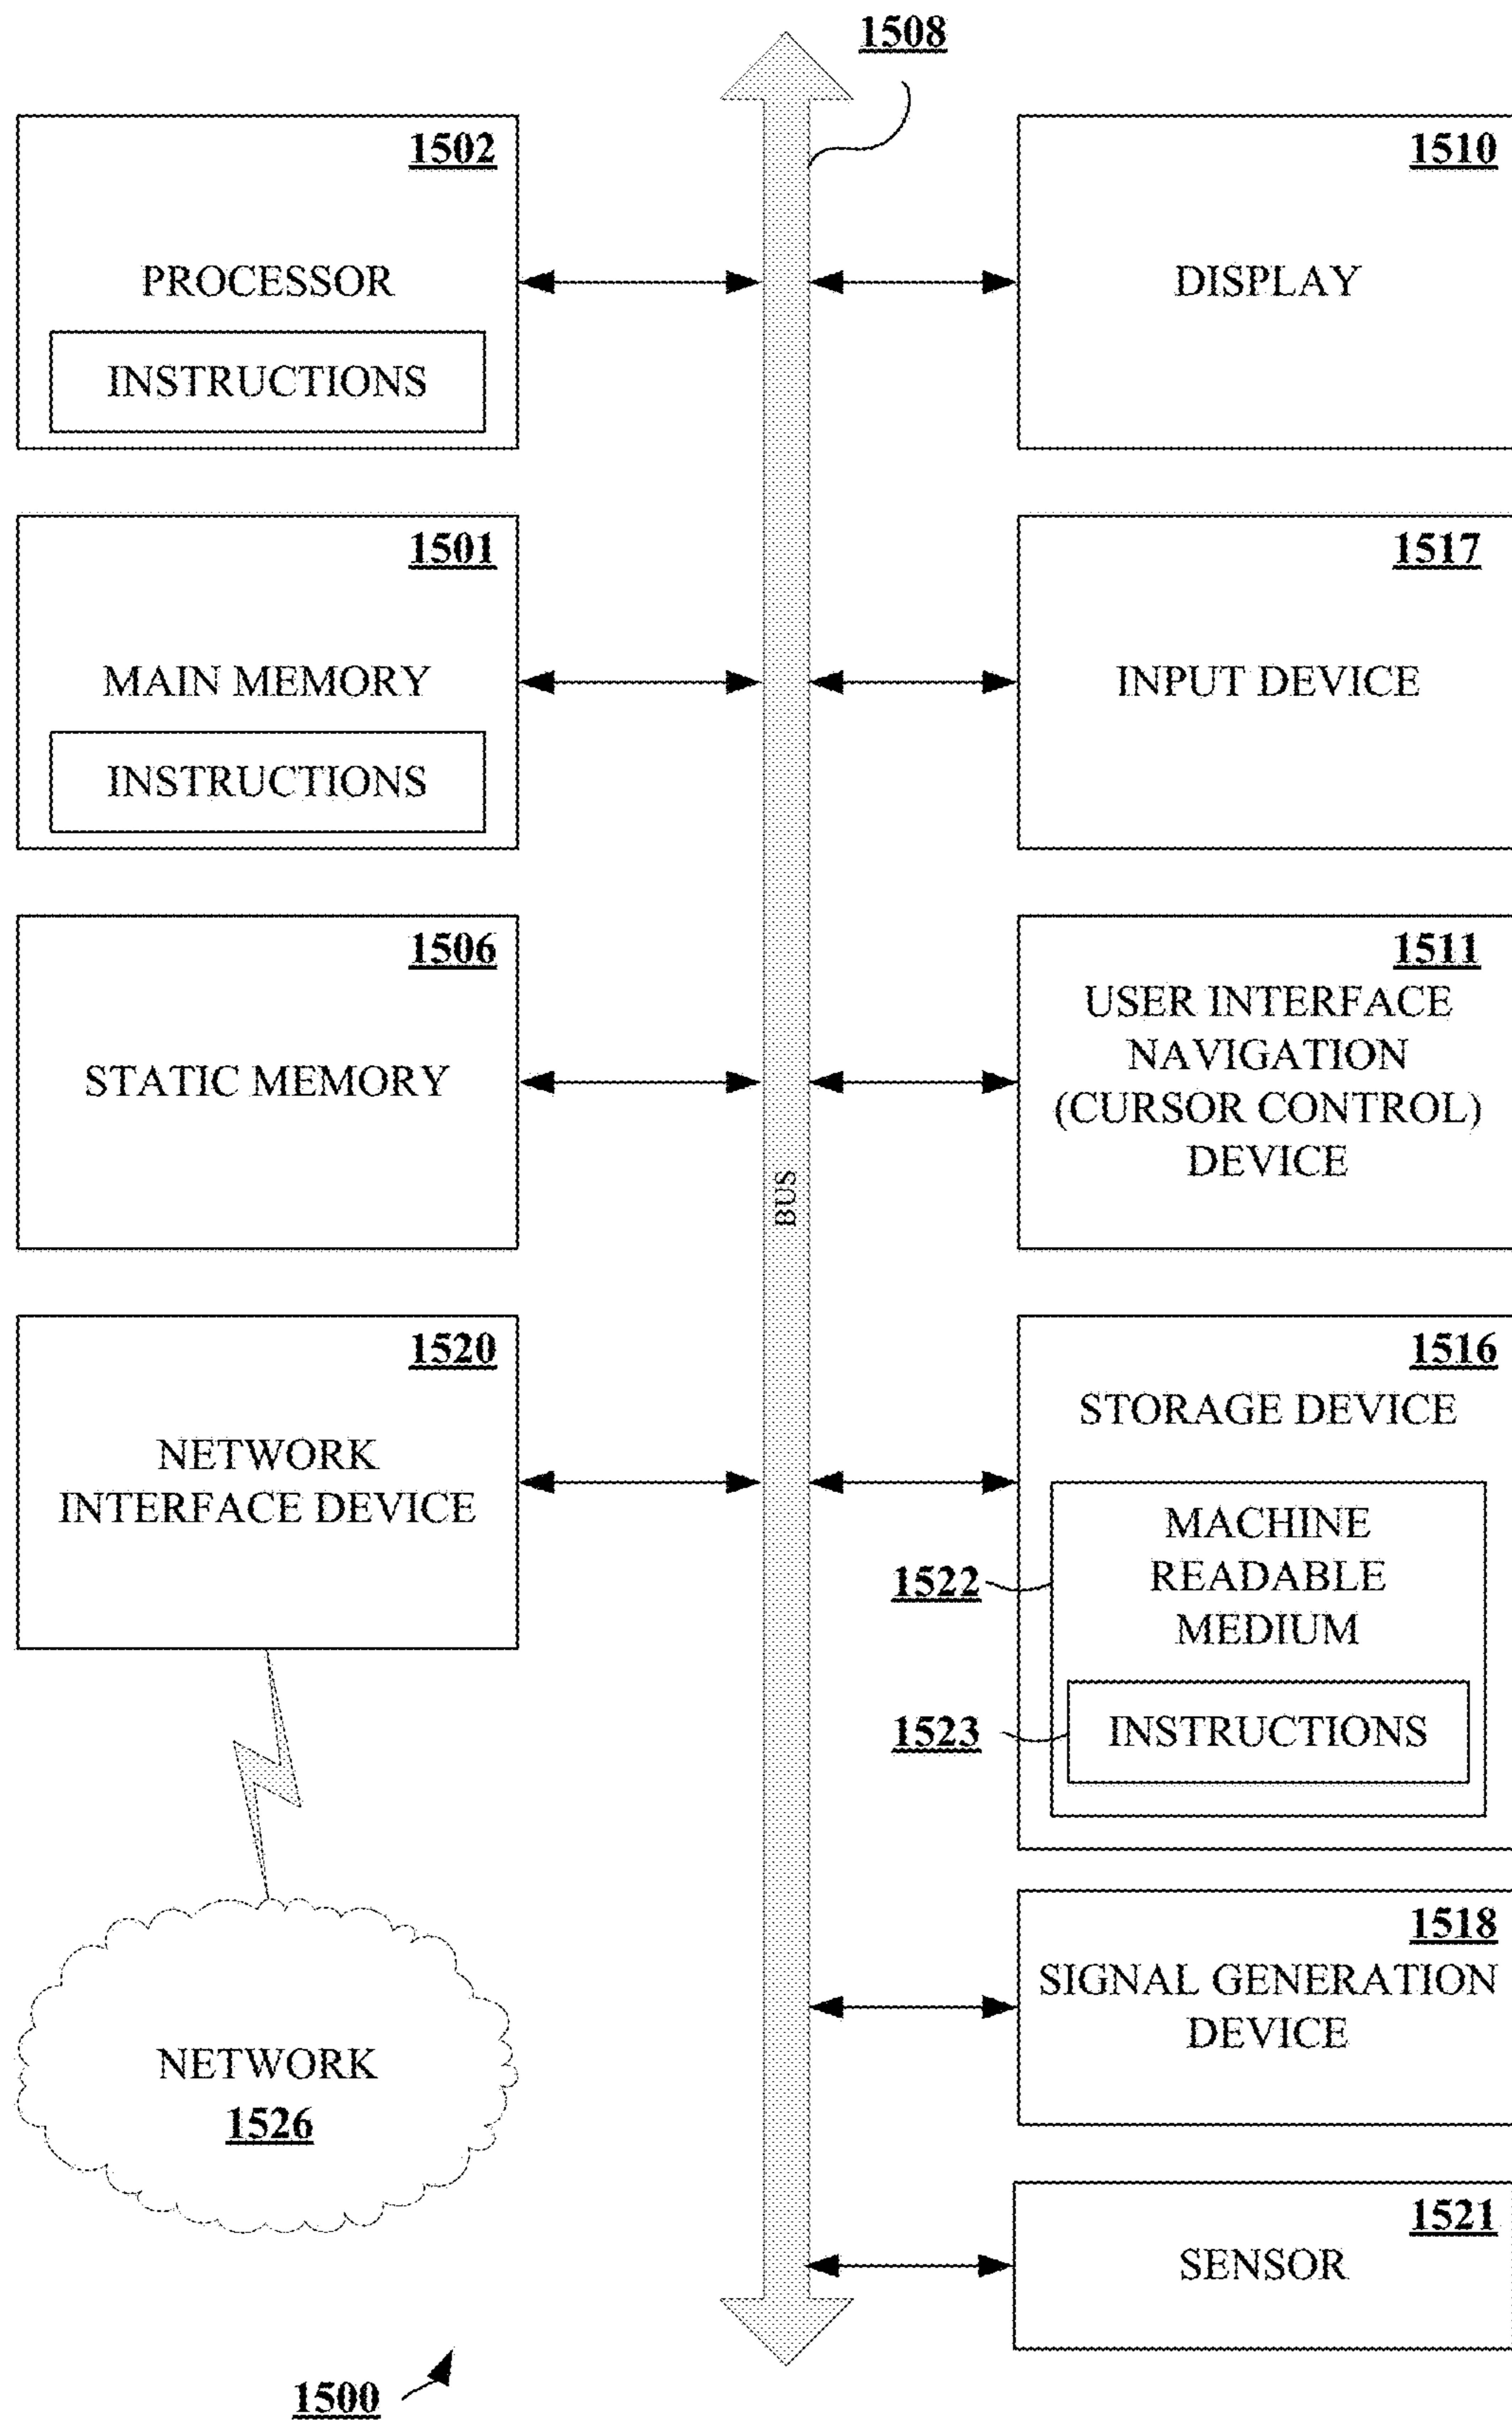 1508
1502
PROCESSOR
INSTRUCTIONS
1510
DISPLAY
1501
MAIN MEMORY
INSTRUCTIONS
1517
INPUT DEVICE
1506
STATIC MEMORY
1511
USER INTERFACE
NAVIGATION
(CURSOR CONTROL)
DEVICE
BUS
1520
NETWORK
INTERFACE DEVICE
1516
STORAGE DEVICE
MACHINE
READABLE
MEDIUM
1522
INSTRUCTIONS
1523
1518
SIGNAL GENERATION
DEVICE
NETWORK
1526
1521
SENSOR
1500